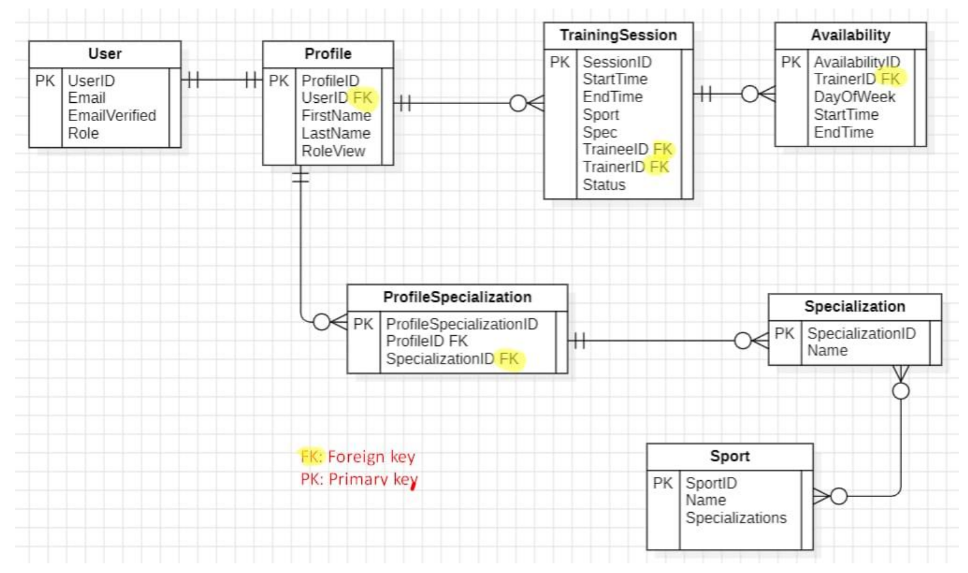 User
PK UserID
Email
EmailVerified
Role
Profile
PK ProfileID
UserID FK
FirstName
LastName
RoleView
TrainingSession
PK SessionID
StartTime
EndTime
Sport
Spec
TraineeID FK
TrainerID FK
Status
Availability
PK AvailabilityID
TrainerID FK
DayOfWeek
StartTime
EndTime
ProfileSpecialization
PK ProfileSpecializationID
ProfileID FK
SpecializationID FK
Specialization
PK SpecializationID
Name
Sport
PK SportID
Name
Specializations
FK: Foreign key
PK: Primary key